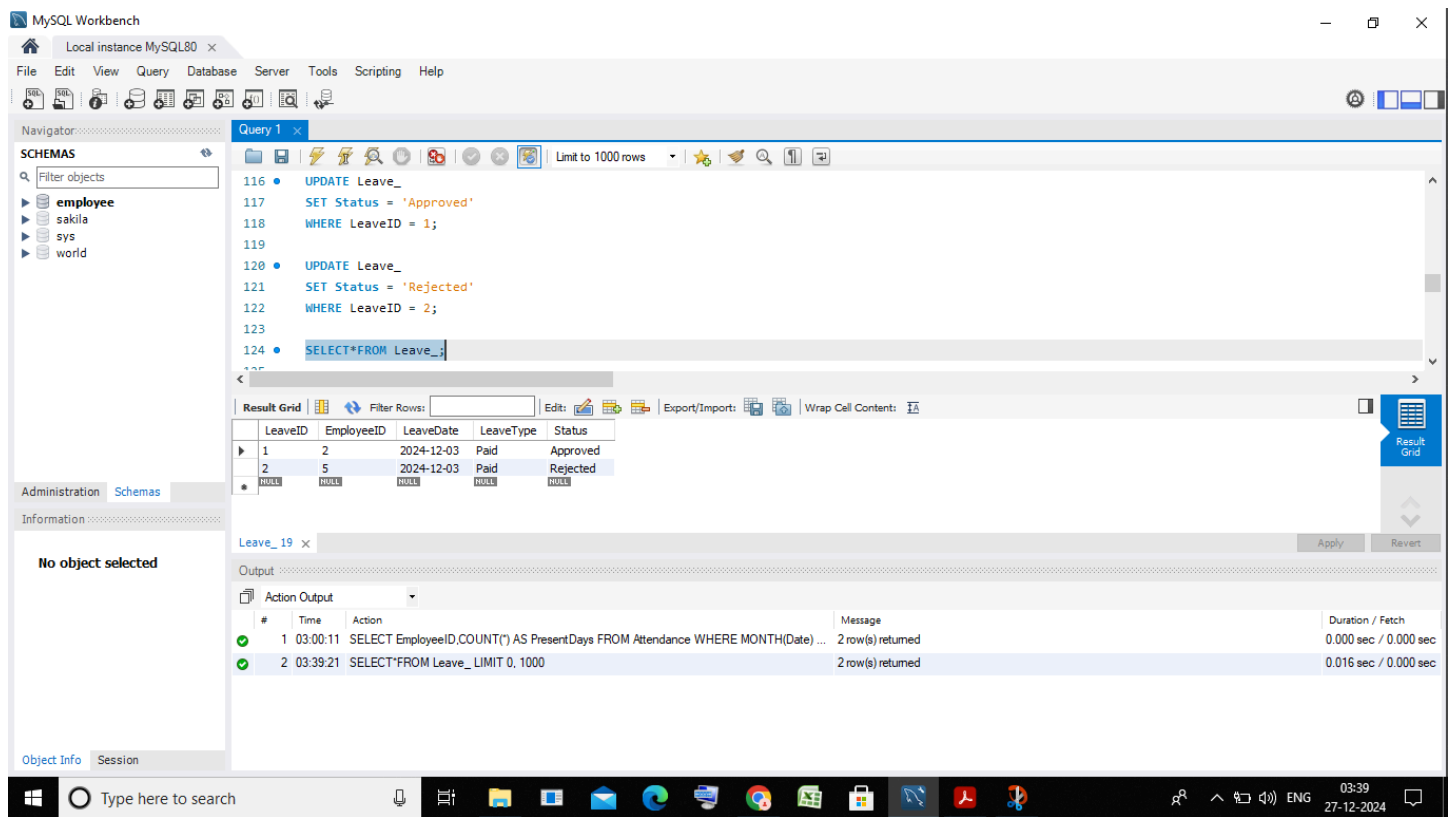 MySQL Workbench
Local instance MySQL80
File Edit View Query Database Server Tools Scripting Help
Navigator
SCHEMAS
Filter objects
employee
sakila
sys
world
Administration Schemas
Information
No object selected
Object Info Session
Query 1
Limit to 1000 rows
116 UPDATE Leave_
117 SET Status = 'Approved'
118 WHERE LeaveID = 1;
119
120 UPDATE Leave_
121 SET Status = 'Rejected'
122 WHERE LeaveID = 2;
123
124 SELECT*FROM Leave_;
125
Result Grid Filter Rows: Edit: Export/Import: Wrap Cell Content:
LeaveID EmployeeID LeaveDate LeaveType Status
1 2 2024-12-03 Paid Approved
2 5 2024-12-03 Paid Rejected
NULL NULL NULL NULL NULL
Result
Grid
Leave_ 19
Apply Revert
Output
Action Output
# Time Action Message Duration / Fetch
1 03:00:11 SELECT EmployeeID,COUNT(*) AS PresentDays FROM Attendance WHERE MONTH(Date) ... 2 row(s) returned 0.000 sec / 0.000 sec
2 03:39:21 SELECT*FROM Leave_ LIMIT 0, 1000 2 row(s) returned 0.016 sec / 0.000 sec
Type here to search
ENG
03:39
27-12-2024